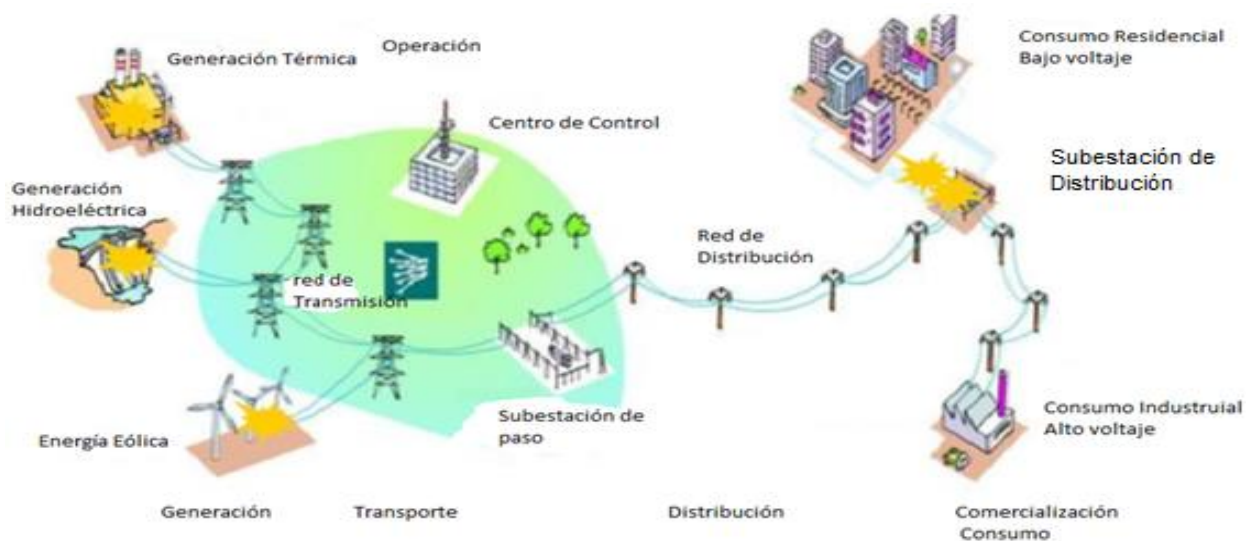 Operación
Generación Térmica
Consumo Residencial
Bajo voltaje
Centro de Control
Subestación de
Distribución
Generación
Hidroeléctrica
Red de
Distribución
red de
Transmisión
Subestación de
paso
Consumo Industruial
Alto voltaje
Energía Eólica
Generación
Transporte
Distribución
Comercialización
Consumo